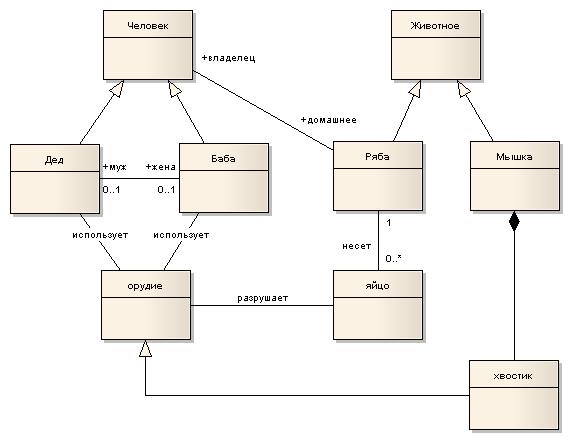 Человек
Животное
+владелец
+домашнее
Дед
+муж
+жена
Баба
Ряба
Мышка
0..1
0..1
1
использует
использует
несет
0..*
орудие
разрушает
яйцо
хвостик